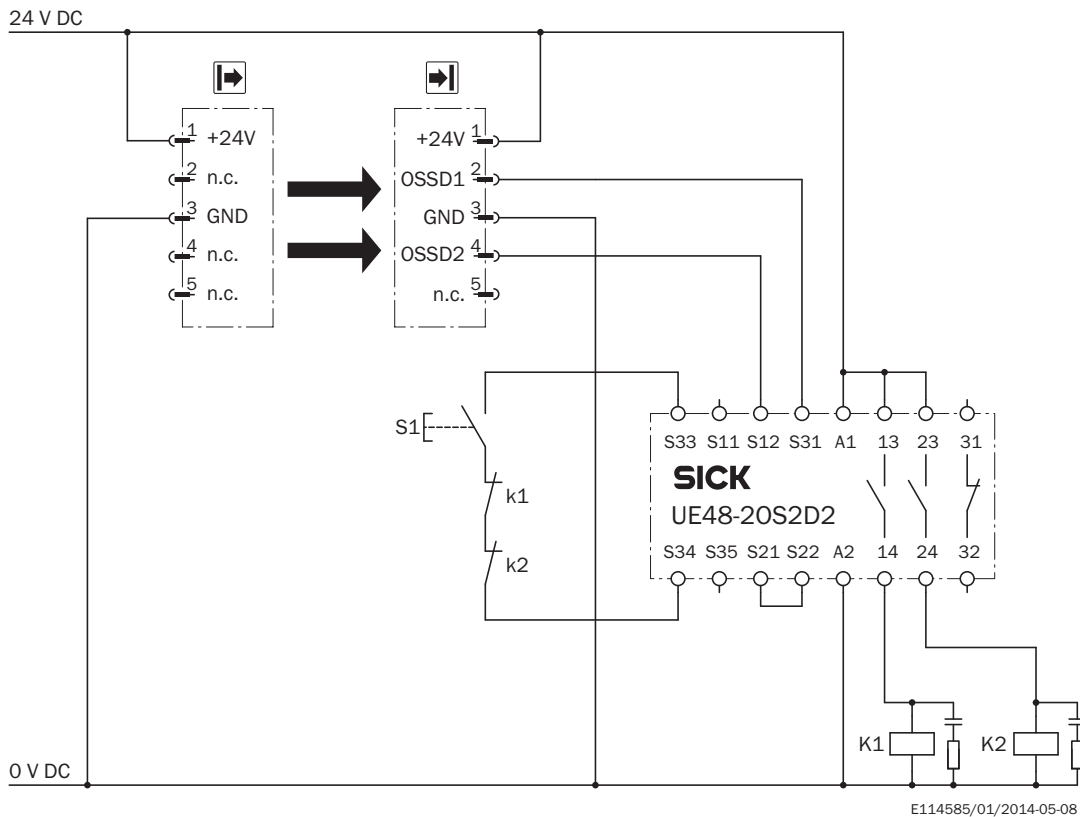 24 V DC
1 +24V
2 n.c.
3 GND
4 n.c.
5 n.c.
+24V 1
OSSD1 2
GND 3
OSSD2 4
n.c. 5
S1
k1
k2
S33 S11 S12 S31 A1 13 23 31
SICK
UE48-20S2D2
S34 S35 S21 S22 A2 14 24 32
K1
K2
0 V DC
E114585/01/2014-05-08